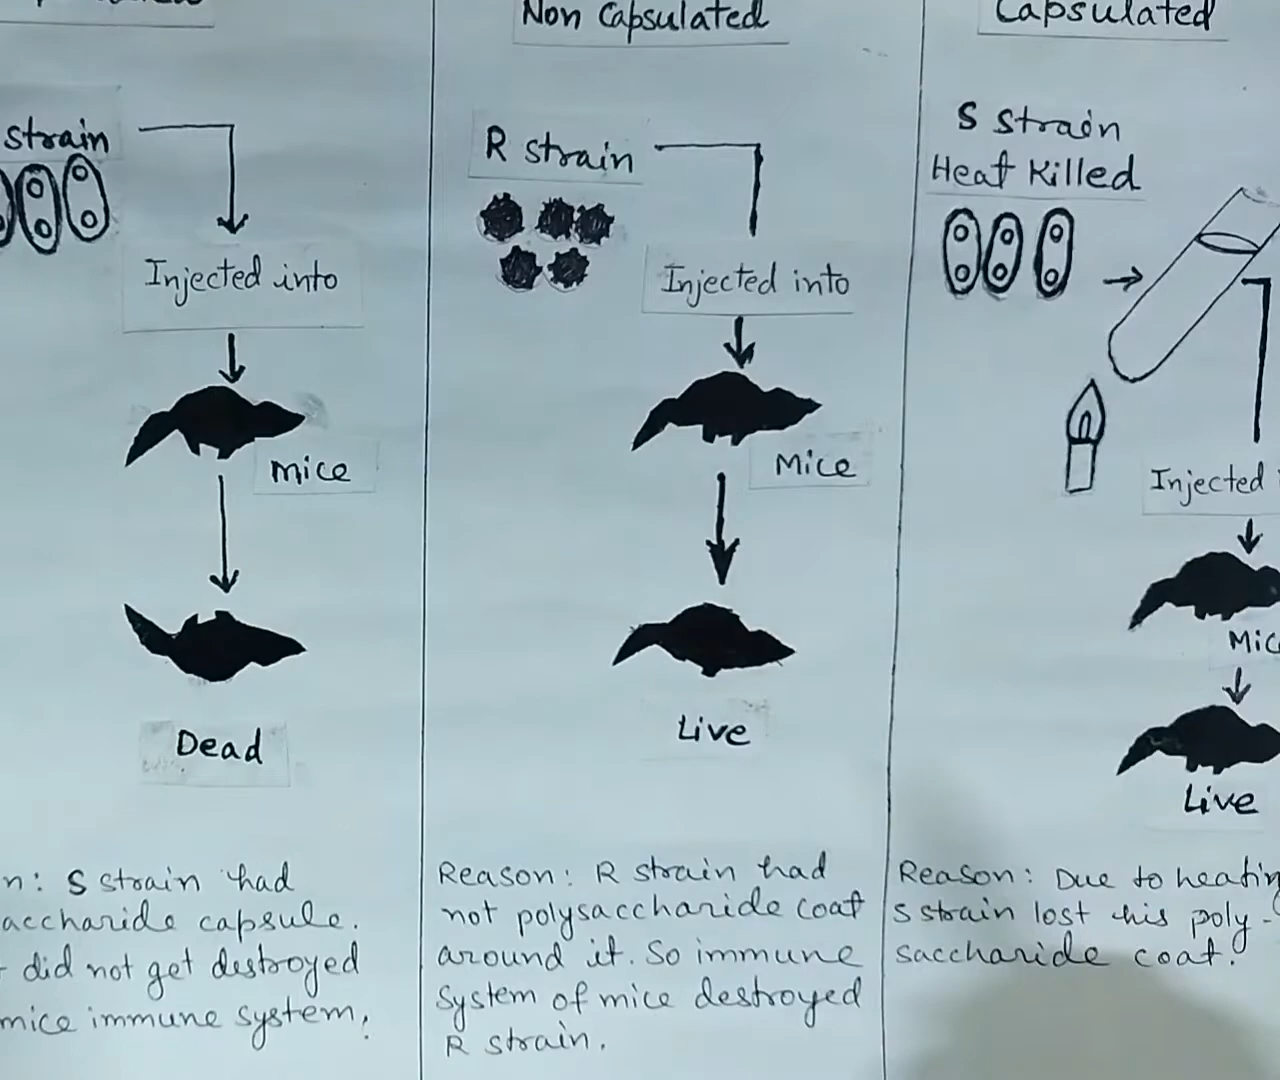 Non Capsulated
Capsulated
strain
Injected into
mice
Dead
n: S strain had
accharide capsule.
did not get destroyed
mice immune system.
R strain
Injected into
Mice
Live
Reason: R strain had
not polysaccharide coat
around it. So immune
System of mice destroyed
R strain.
S Strain
Heat Killed
Injected
Mic
Live
Reason: Due to heatin
S strain lost his poly-
saccharide coat.